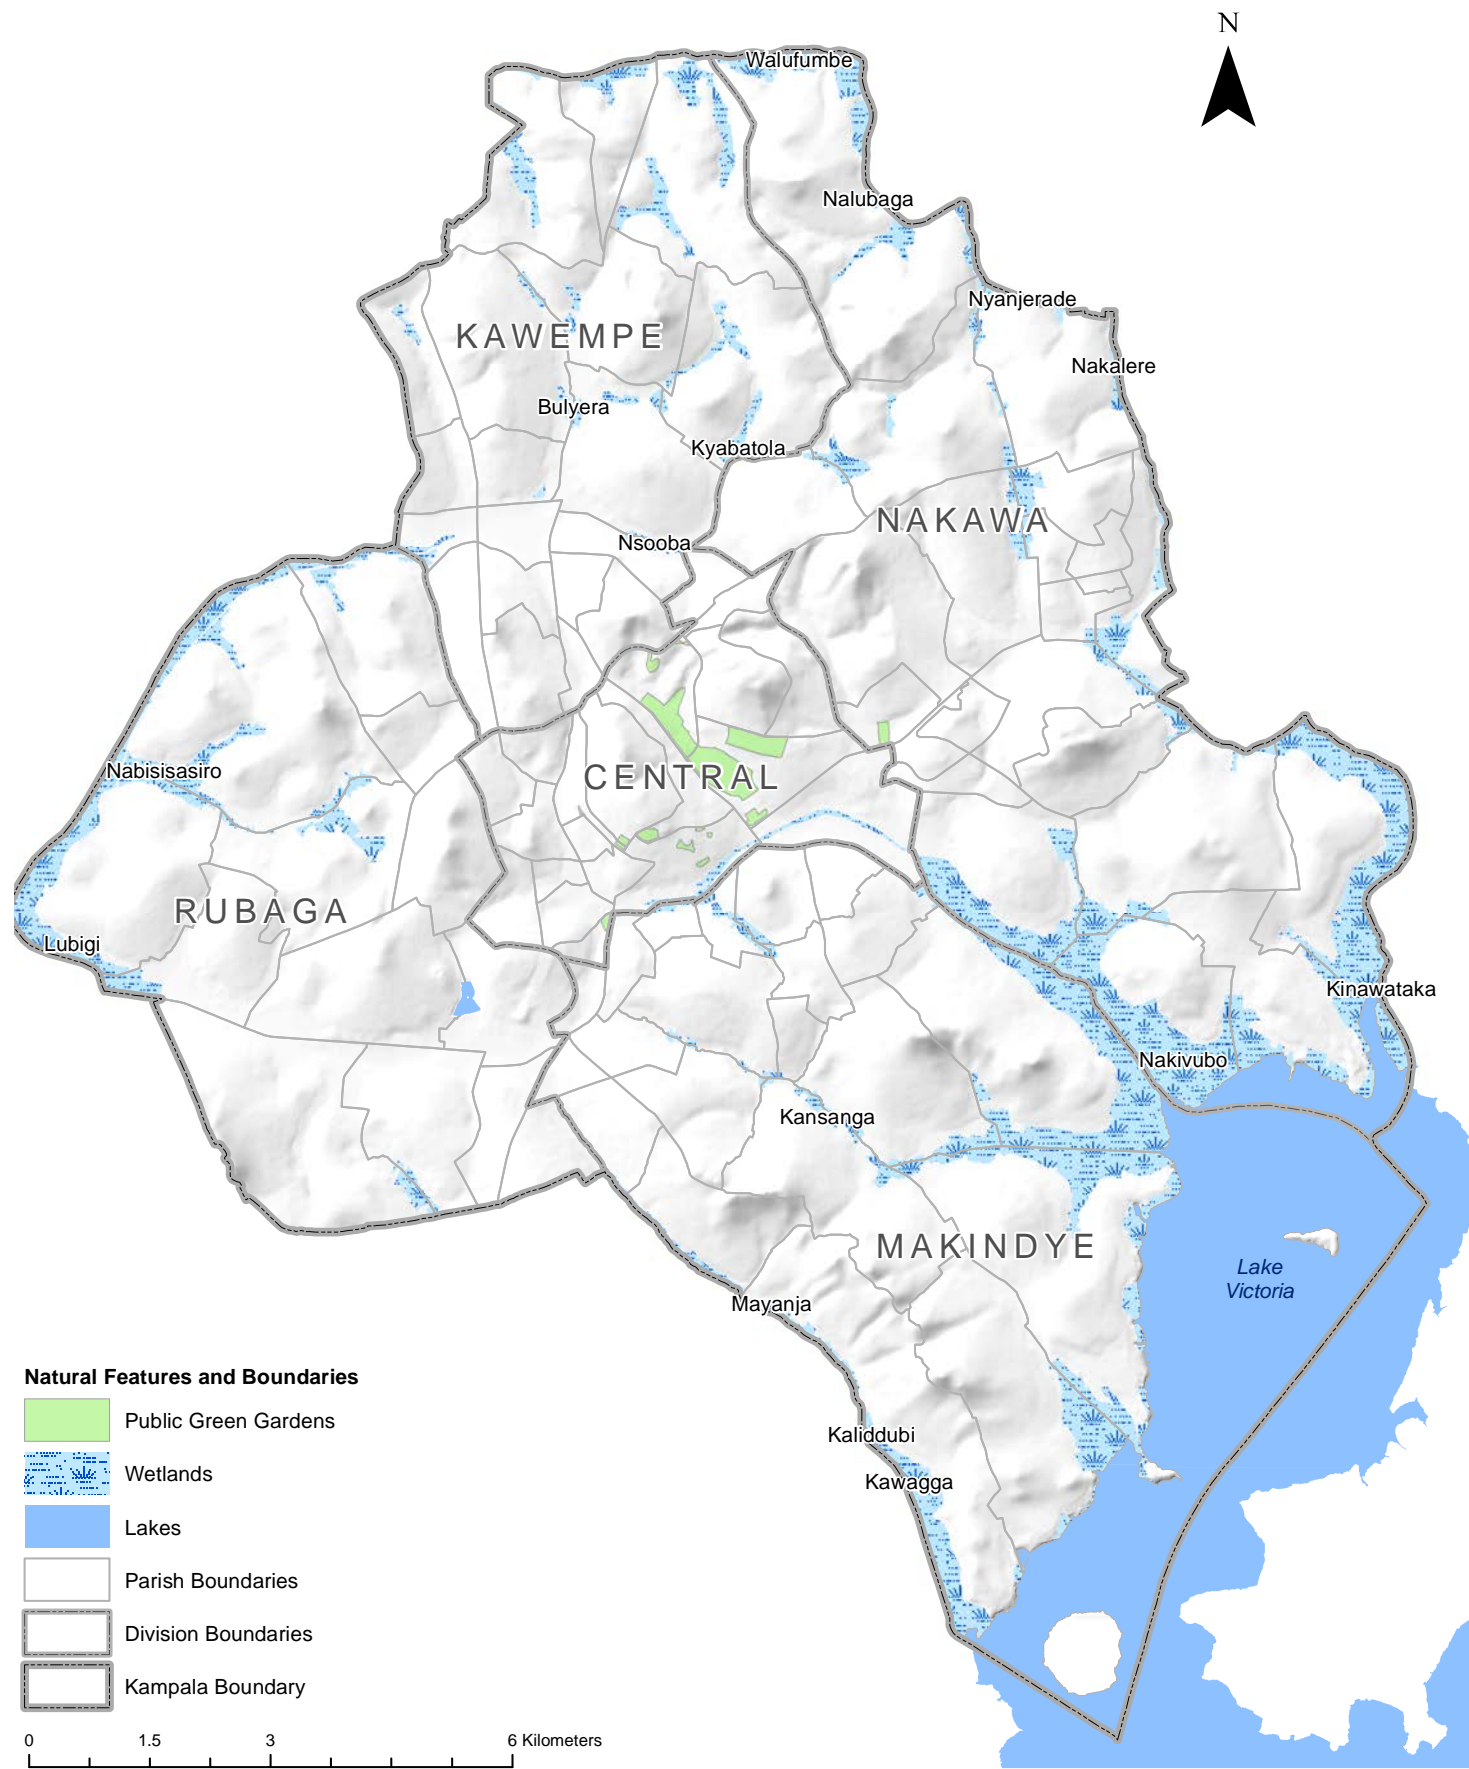 N
Walufumbe
Nalubaga
Nyanjerade
KAWEMPE
Nakalere
Bulyera
Kyabatola
NAKAWA
Nsooba
Nabisisasiro
CENTRAL
RUBAGA
Lubigi
Kinawataka
Nakivubo
Kansanga
MAKINDYE
Lake
Victoria
Mayanja
Kaliddubi
Kawagga
Natural Features and Boundaries
Public Green Gardens
Wetlands
Lakes
Parish Boundaries
Division Boundaries
Kampala Boundary
0 1.5 3 6 Kilometers